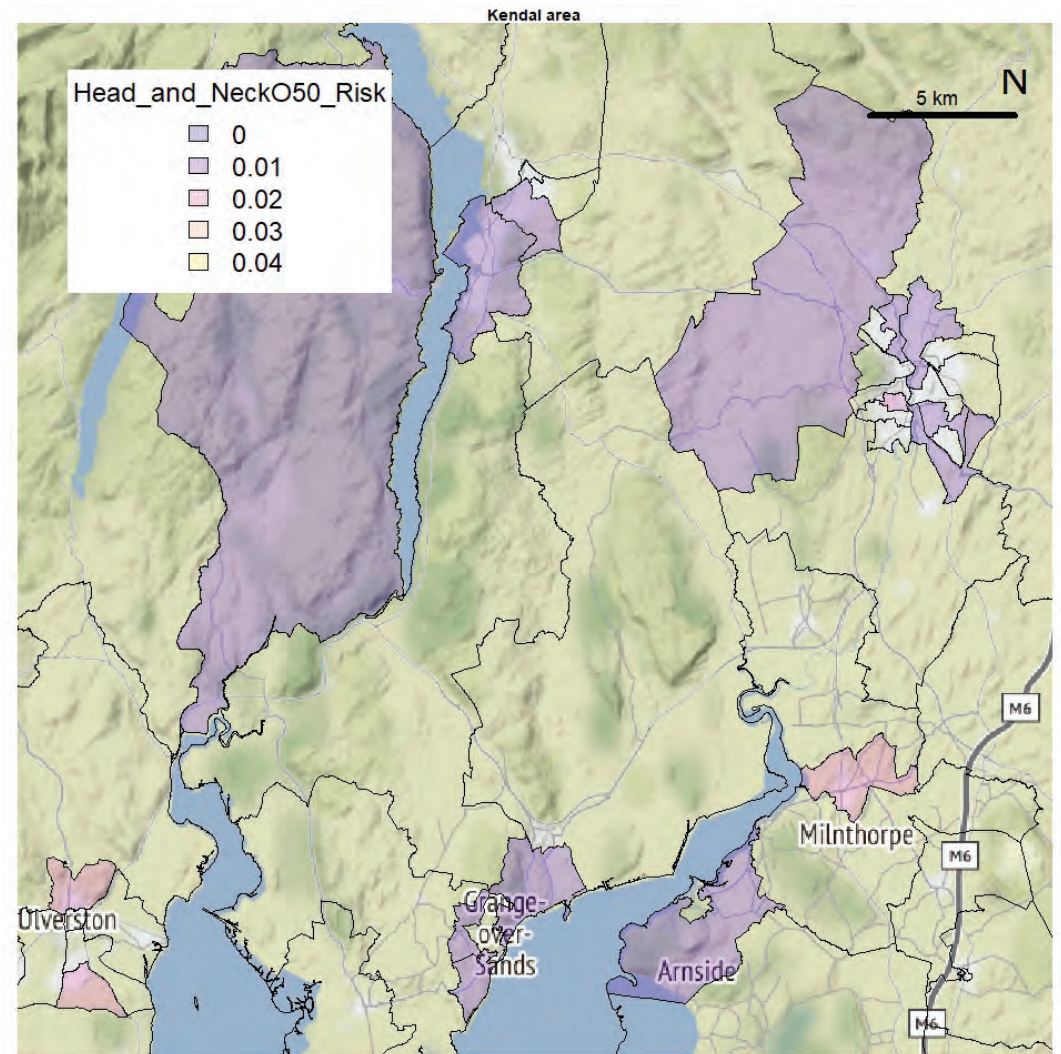 Kendal area
Head_and_NeckO50_Risk
0
0.01
0.02
0.03
0.04
5 km
N
M6
Milnthorpe
M6
Ulverston
Grange-
over-
Sands
Arnside
M6